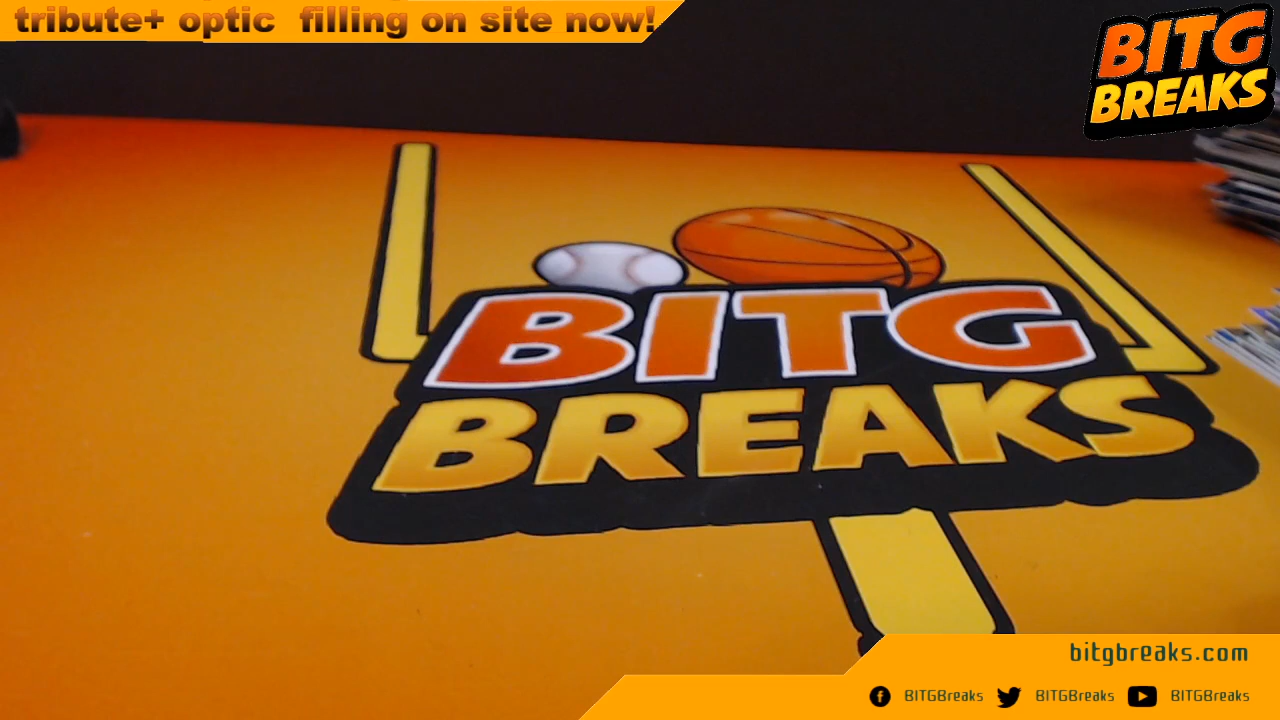 tribute+ optic filling on site now!
BITG
BREAKS
BITG
BREAKS
bitgbreaks.com
BITGBreaks BITGBreaks BITGBreaks